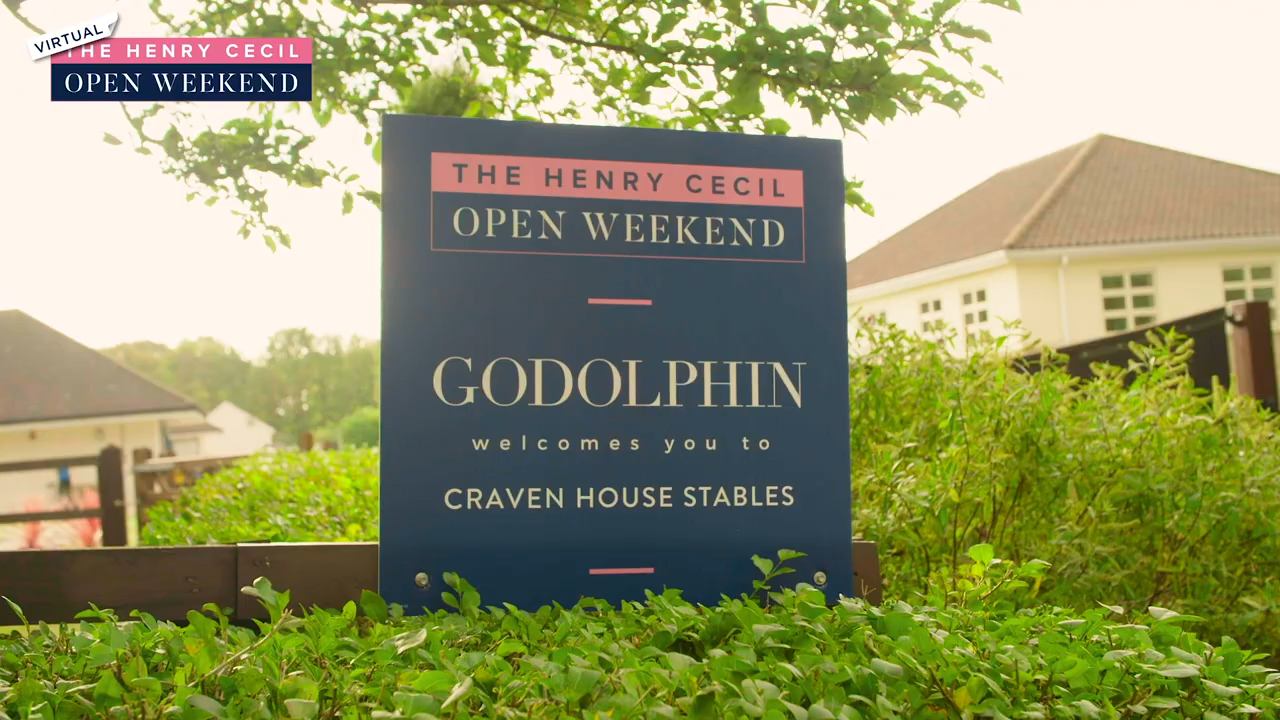 VIRTUAL
THE HENRY CECIL
OPEN WEEKEND
THE HENRY CECIL
OPEN WEEKEND
GODOLPHIN
welcomes you to
CRAVEN HOUSE STABLES